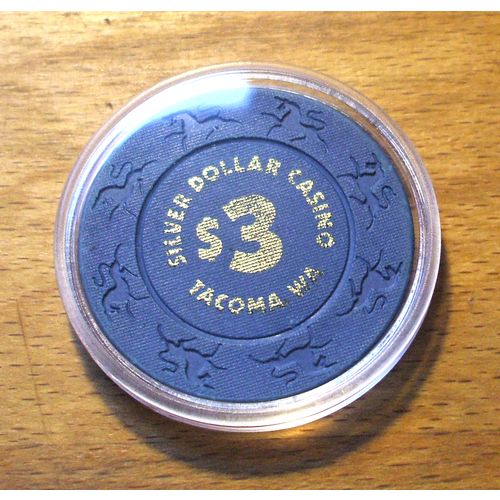 SILVER DOLLAR CASINO
$3
TACOMA, WA